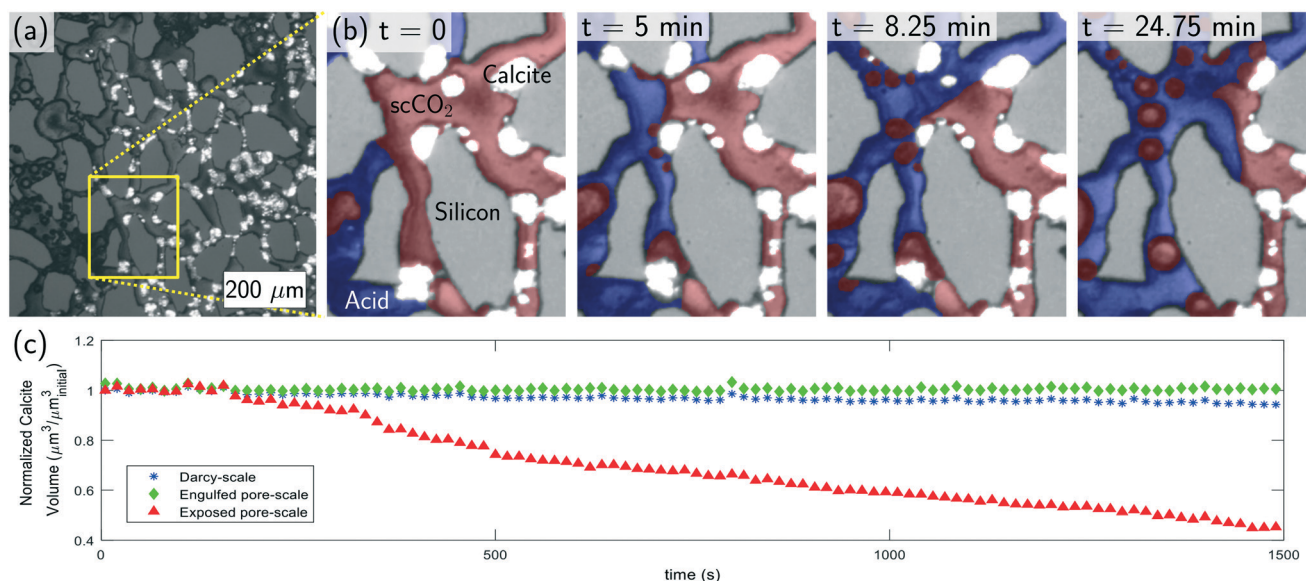 (a)
200 μm
(b) t = 0
t = 5 min
t = 8.25 min
t = 24.75 min
Calcite
scCO₂
Silicon
Acid
(c)
Normalized Calcite
Volume (μm³/μm³initial)
1.2
1
0.8
0.6
0.4
Darcy-scale
Engulfed pore-scale
Exposed pore-scale
0
500
1000
1500
time (s)